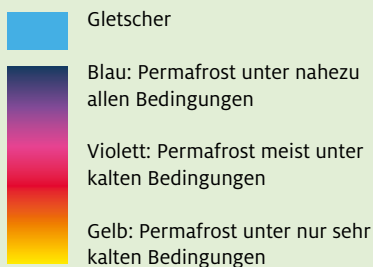 Gletscher
Blau: Permafrost unter nahezu
allen Bedingungen
Violett: Permafrost meist unter
kalten Bedingungen
Gelb: Permafrost unter nur sehr
kalten Bedingungen